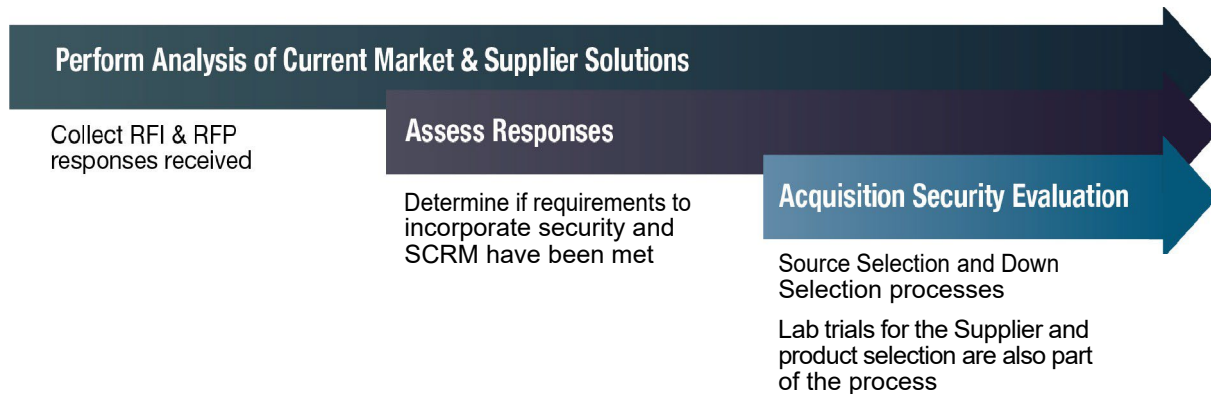 Perform Analysis of Current Market & Supplier Solutions
Collect RFI & RFP
responses received
Assess Responses
Determine if requirements to
incorporate security and
SCRM have been met
Acquisition Security Evaluation
Source Selection and Down
Selection processes
Lab trials for the Supplier and
product selection are also part
of the process